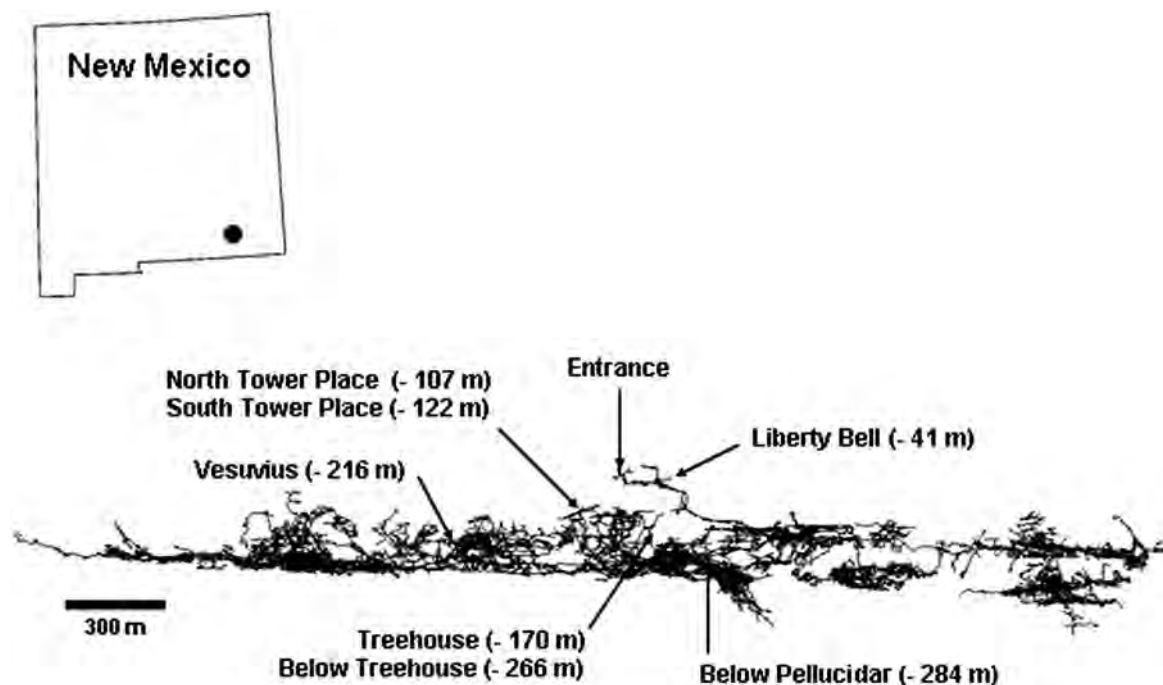 New Mexico
North Tower Place (- 107 m)
South Tower Place (- 122 m)
Entrance
Liberty Bell (- 41 m)
Vesuvius (- 216 m)
300 m
Treehouse (- 170 m)
Below Treehouse (- 266 m)
Below Pellucidar (- 284 m)